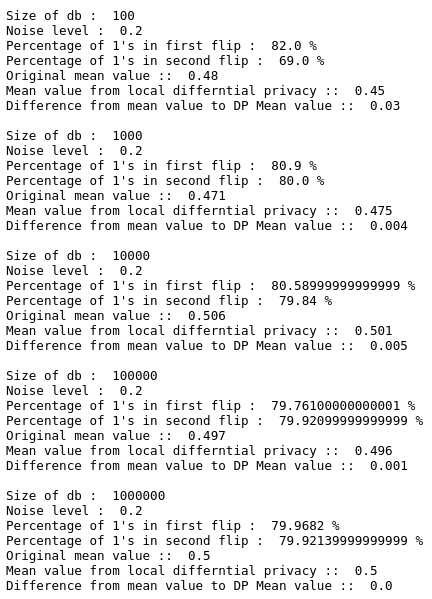 Size of db :  100
Noise level :  0.2
Percentage of 1's in first flip :  82.0 %
Percentage of 1's in second flip :  69.0 %
Original mean value ::  0.48
Mean value from local differntial privacy ::  0.45
Difference from mean value to DP Mean value ::  0.03

Size of db :  1000
Noise level :  0.2
Percentage of 1's in first flip :  80.9 %
Percentage of 1's in second flip :  80.0 %
Original mean value ::  0.471
Mean value from local differntial privacy ::  0.475
Difference from mean value to DP Mean value ::  0.004

Size of db :  10000
Noise level :  0.2
Percentage of 1's in first flip :  80.58999999999999 %
Percentage of 1's in second flip :  79.84 %
Original mean value ::  0.506
Mean value from local differntial privacy ::  0.501
Difference from mean value to DP Mean value ::  0.005

Size of db :  100000
Noise level :  0.2
Percentage of 1's in first flip :  79.76100000000001 %
Percentage of 1's in second flip :  79.92099999999999 %
Original mean value ::  0.497
Mean value from local differntial privacy ::  0.496
Difference from mean value to DP Mean value ::  0.001

Size of db :  1000000
Noise level :  0.2
Percentage of 1's in first flip :  79.9682 %
Percentage of 1's in second flip :  79.92139999999999 %
Original mean value ::  0.5
Mean value from local differntial privacy ::  0.5
Difference from mean value to DP Mean value ::  0.0